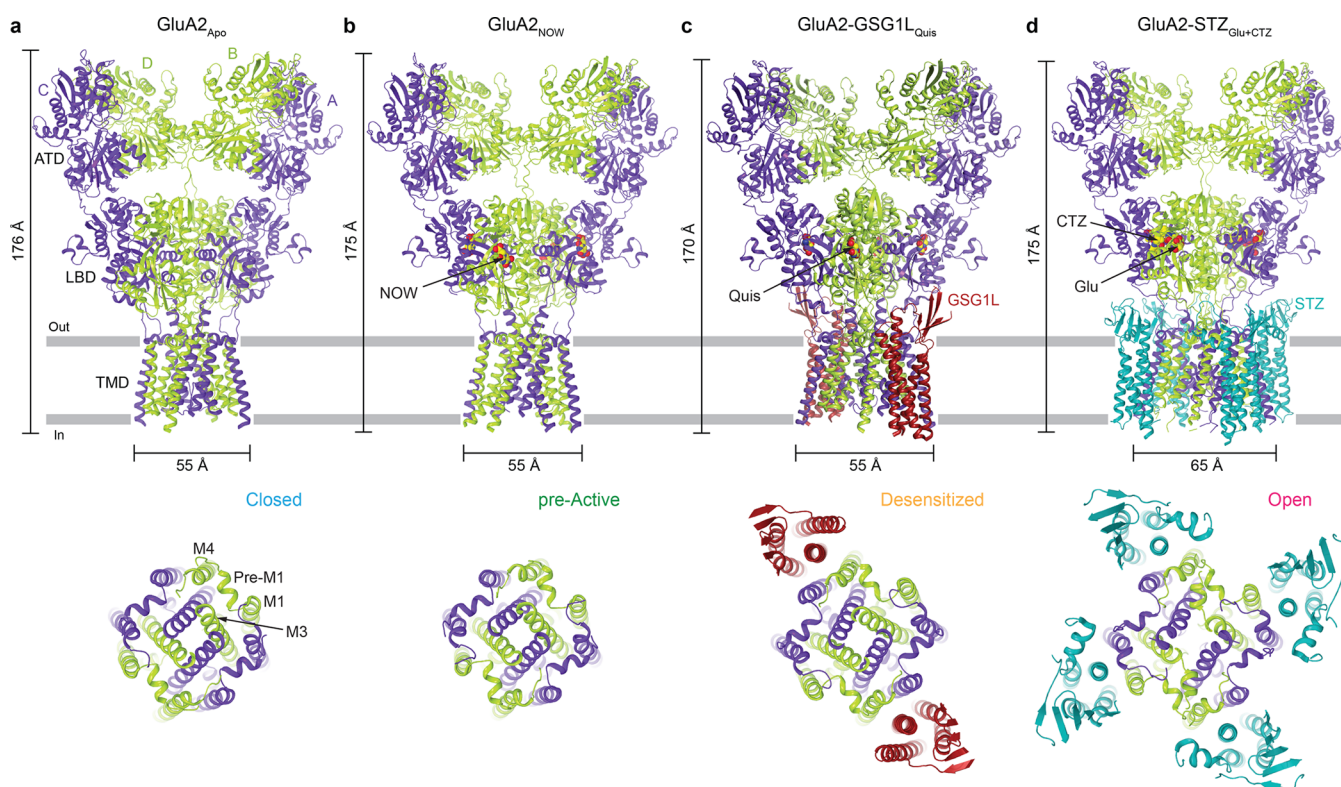 a
GluA2Apo
b
GluA2NOW
c
GluA2-GSG1LQuis
d
GluA2-STZGlu+CTZ
D
B
C
A
ATD
176 Å
LBD
Out
TMD
In
55 Å
175 Å
NOW
55 Å
170 Å
Quis
GSG1L
55 Å
175 Å
CTZ
Glu
STZ
65 Å
Closed
pre-Active
Desensitized
Open
M4
Pre-M1
M1
M3